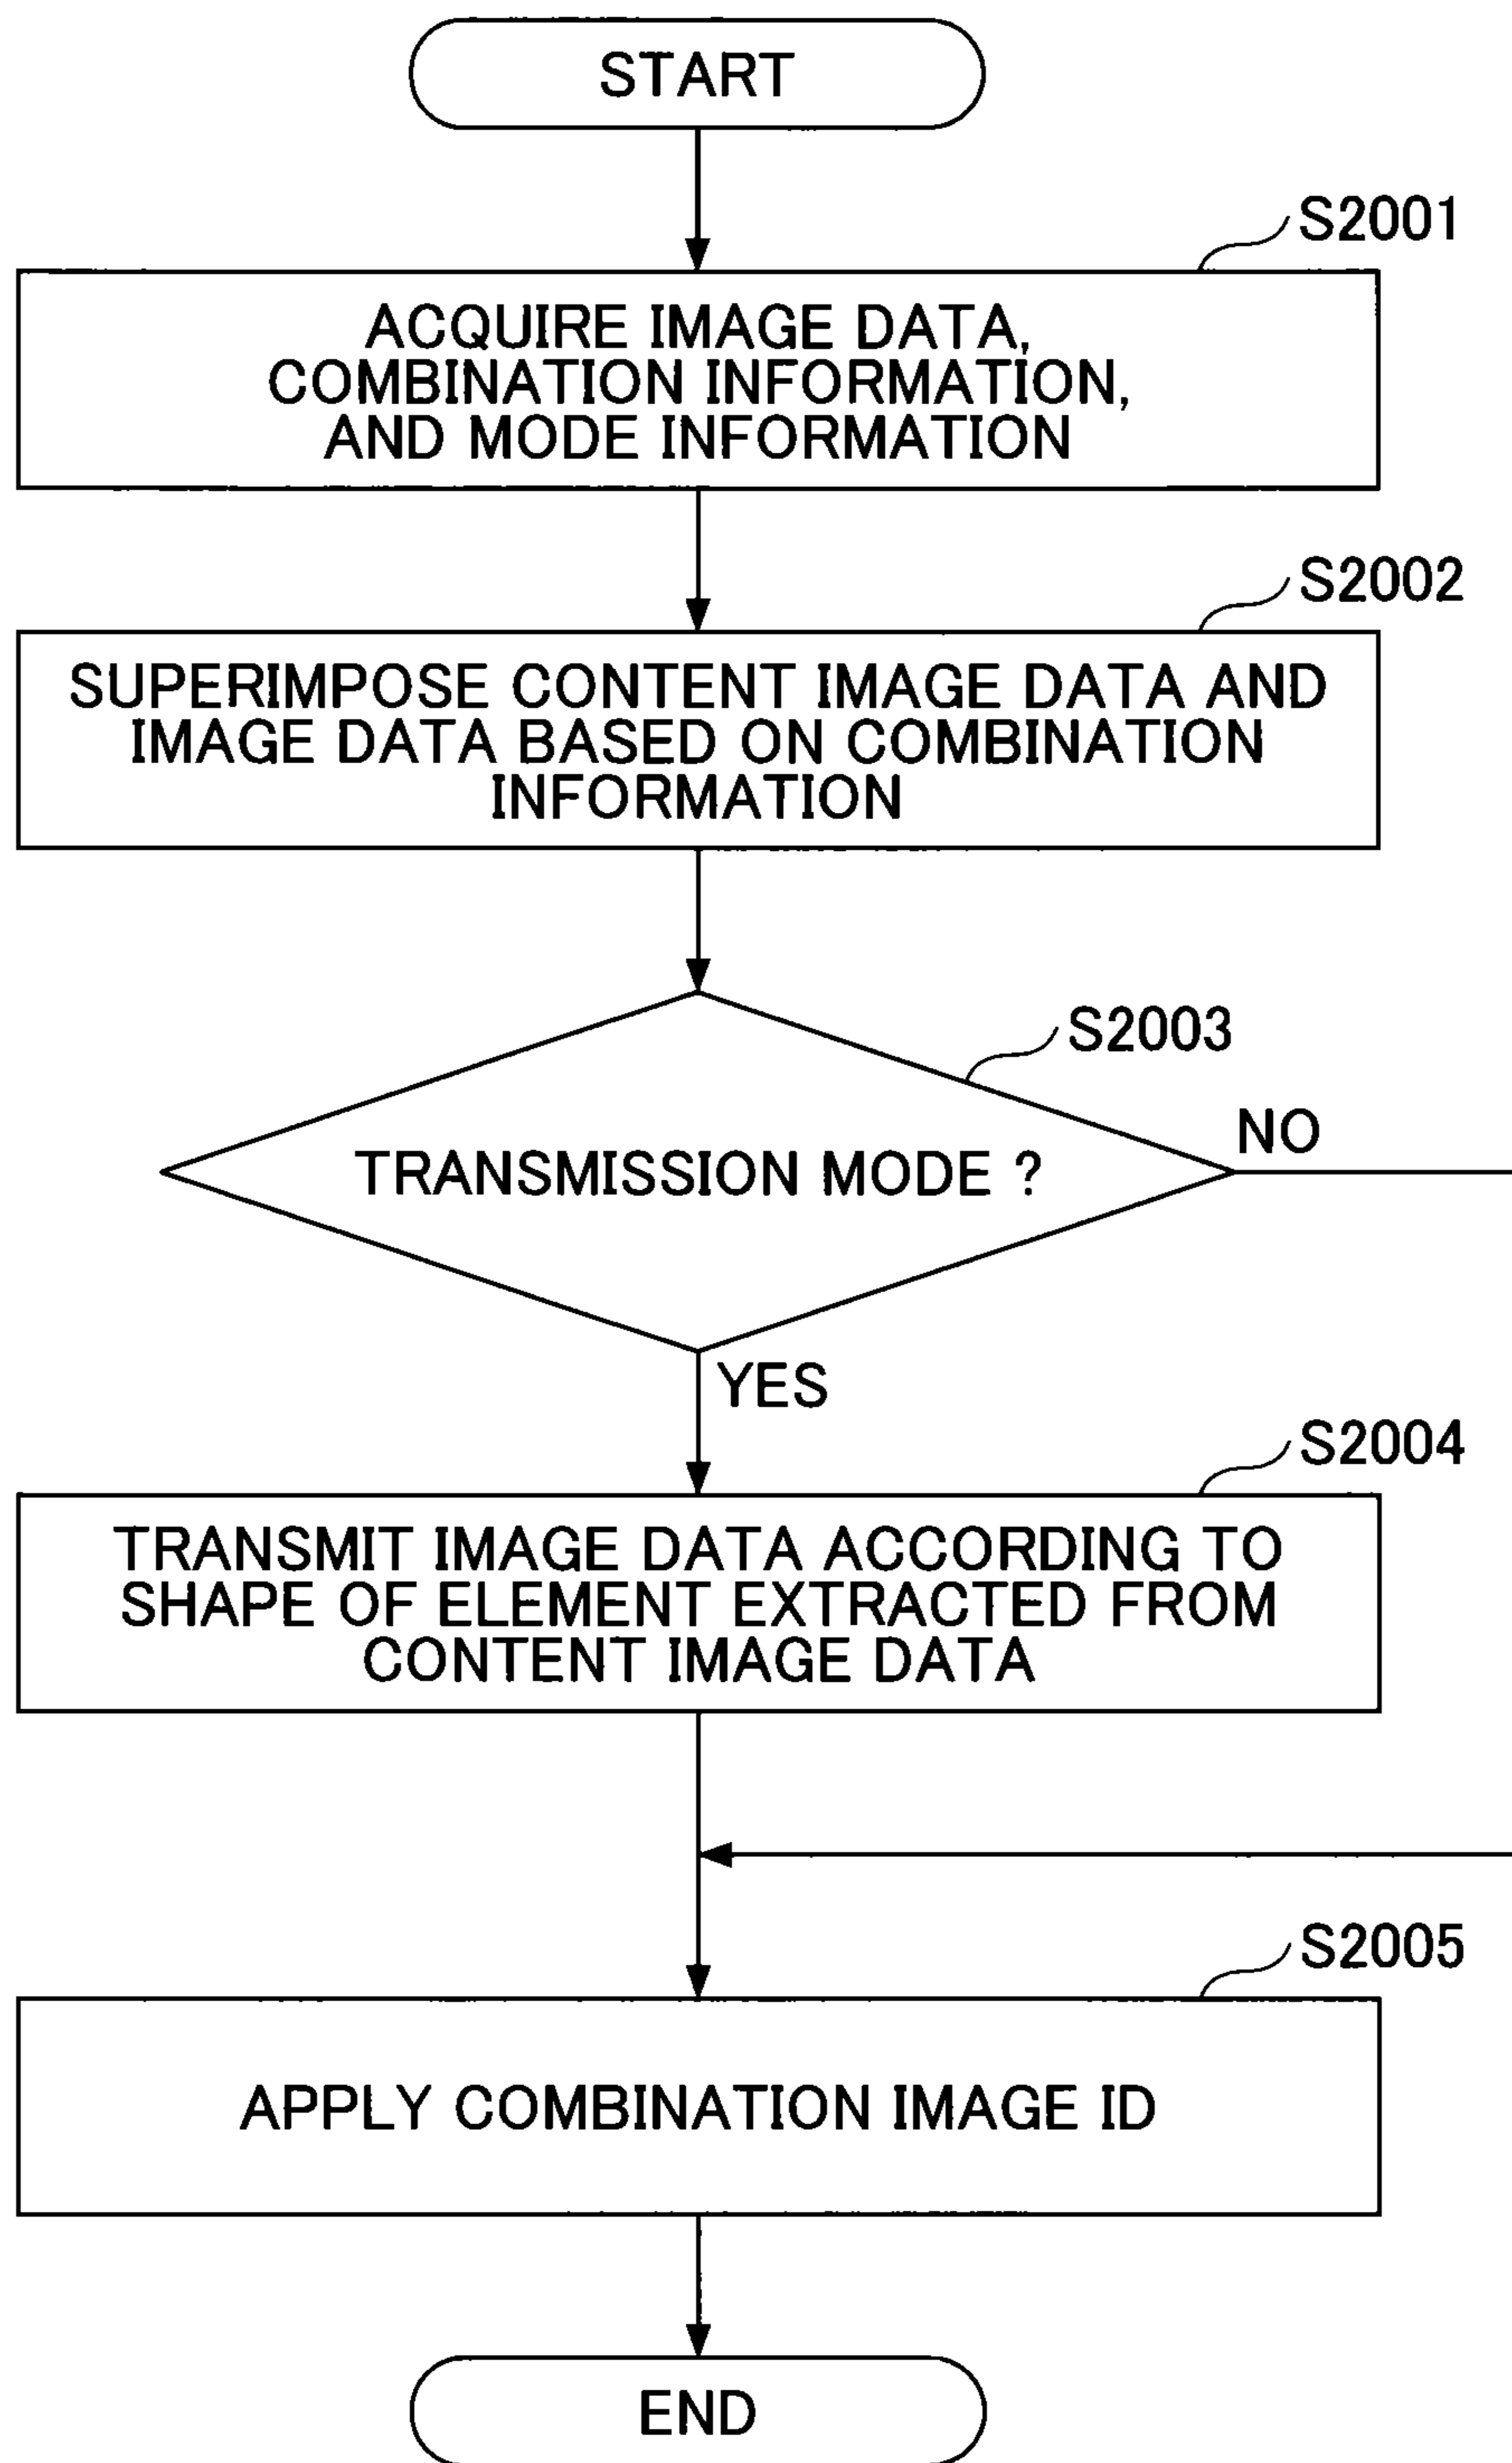 START
S2001
ACQUIRE IMAGE DATA,
COMBINATION INFORMATION,
AND MODE INFORMATION
S2002
SUPERIMPOSE CONTENT IMAGE DATA AND
IMAGE DATA BASED ON COMBINATION
INFORMATION
S2003
NO
TRANSMISSION MODE ?
YES
S2004
TRANSMIT IMAGE DATA ACCORDING TO
SHAPE OF ELEMENT EXTRACTED FROM
CONTENT IMAGE DATA
S2005
APPLY COMBINATION IMAGE ID
END